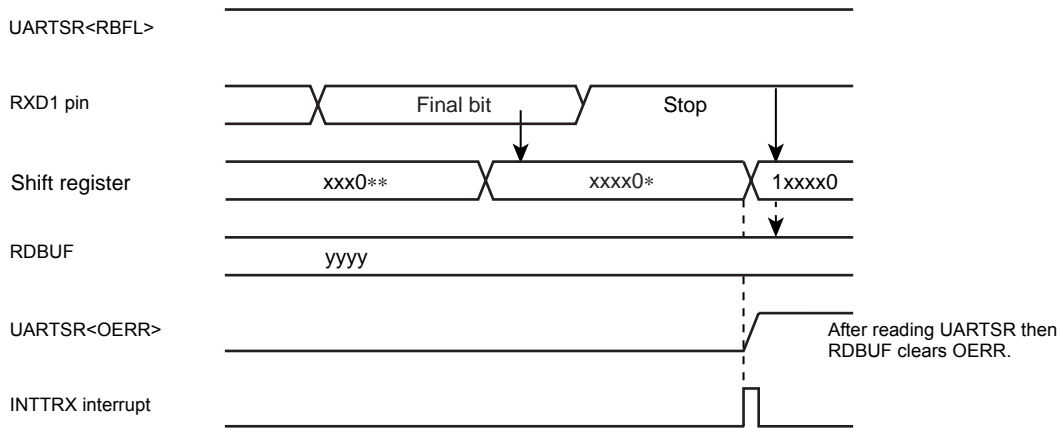 UARTSR<RBFL>
RXD1 pin
Final bit
Stop
Shift register
xxx0**
xxxx0*
1xxxx0
RDBUF
yyyy
UARTSR<OERR>
After reading UARTSR then
RDBUF clears OERR.
INTTRX interrupt